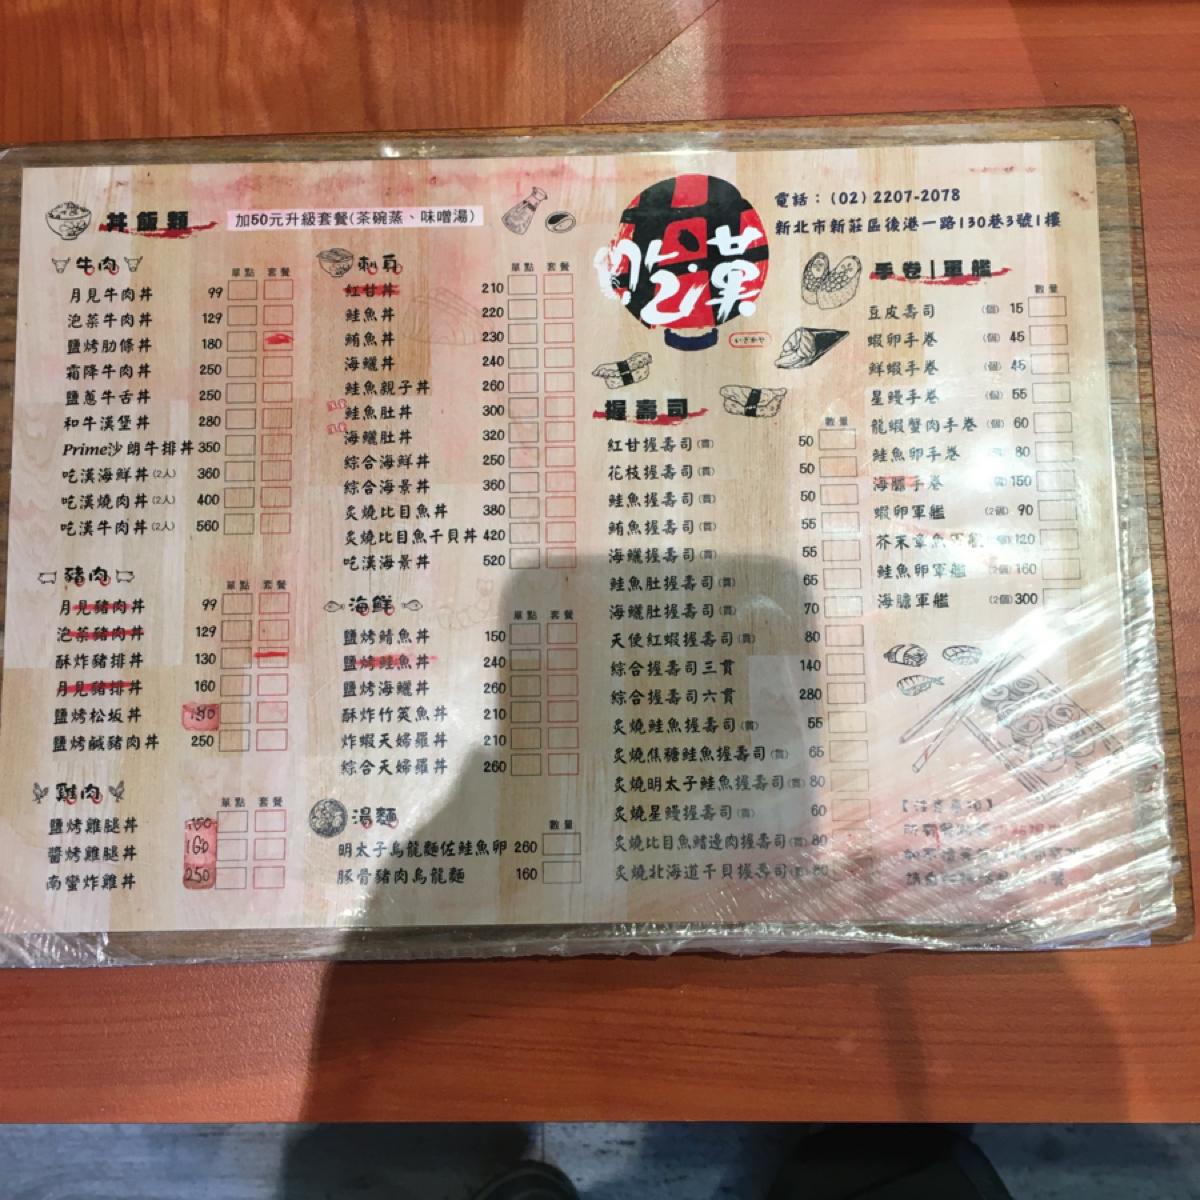 丼飯類 加50元升級套餐(茶碗蒸、味噌湯)
牛肉
單點 套餐
月見牛肉丼 99
泡菜牛肉丼 129
鹽烤肋條丼 180
霜降牛肉丼 250
鹽蔥牛舌丼 250
和牛漢堡丼 280
Prime沙朗牛排丼 350
吃漢海鮮丼(2人) 360
吃漢燒肉丼(2人) 400
吃漢牛肉丼(2人) 560
豬肉
單點 套餐
月見豬肉丼 99
泡菜豬肉丼 129
酥炸豬排丼 130
月見豬排丼 160
鹽烤松坂丼
鹽烤鹹豬肉丼 250
雞肉
單點 套餐
鹽烤雞腿丼 150
醬烤雞腿丼 160
南蠻炸雞丼 250
刺身
單點 套餐
紅甘丼 210
鮭魚丼 220
鮪魚丼 230
海鱺丼 240
鮭魚親子丼 260
鮭魚肚丼 300
海鱺肚丼 320
綜合海鮮丼 250
綜合海景丼 360
炙燒比目魚丼 380
炙燒比目魚干貝丼 420
吃漢海景丼 520
海鮮
單點 套餐
鹽烤鯖魚丼 150
鹽烤鮭魚丼 240
鹽烤海鱺丼 260
酥炸竹筴魚丼 210
炸蝦天婦羅丼 210
綜合天婦羅丼 260
湯麵
數量
明太子烏龍麵佐鮭魚卵 260
豚骨豬肉烏龍麵 160
吃漢
いざかや
電話：(02) 2207-2078
新北市新莊區後港一路130巷3號1樓
握壽司
數量
紅甘握壽司(貫) 50
花枝握壽司(貫) 50
鮭魚握壽司(貫) 50
鮪魚握壽司(貫) 55
海鱺握壽司(貫) 55
鮭魚肚握壽司(貫) 65
海鱺肚握壽司(貫) 70
天使紅蝦握壽司(貫) 80
綜合握壽司三貫 140
綜合握壽司六貫 280
炙燒鮭魚握壽司(貫) 55
炙燒焦糖鮭魚握壽司(貫) 65
炙燒明太子鮭魚握壽司(貫) 80
炙燒星鰻握壽司(貫) 60
炙燒比目魚鰭邊肉握壽司(貫) 80
炙燒北海道干貝握壽司(貫)
手卷|軍艦
數量
豆皮壽司 (個) 15
蝦卵手卷 (個) 45
鮮蝦手卷 (個) 45
星鰻手卷 (個) 55
龍蝦蟹肉手卷 (個) 60
鮭魚卵手卷 80
海膽手卷 150
蝦卵軍艦 (2個) 90
芥末章魚軍艦 120
鮭魚卵軍艦 160
海膽軍艦 (2個) 300